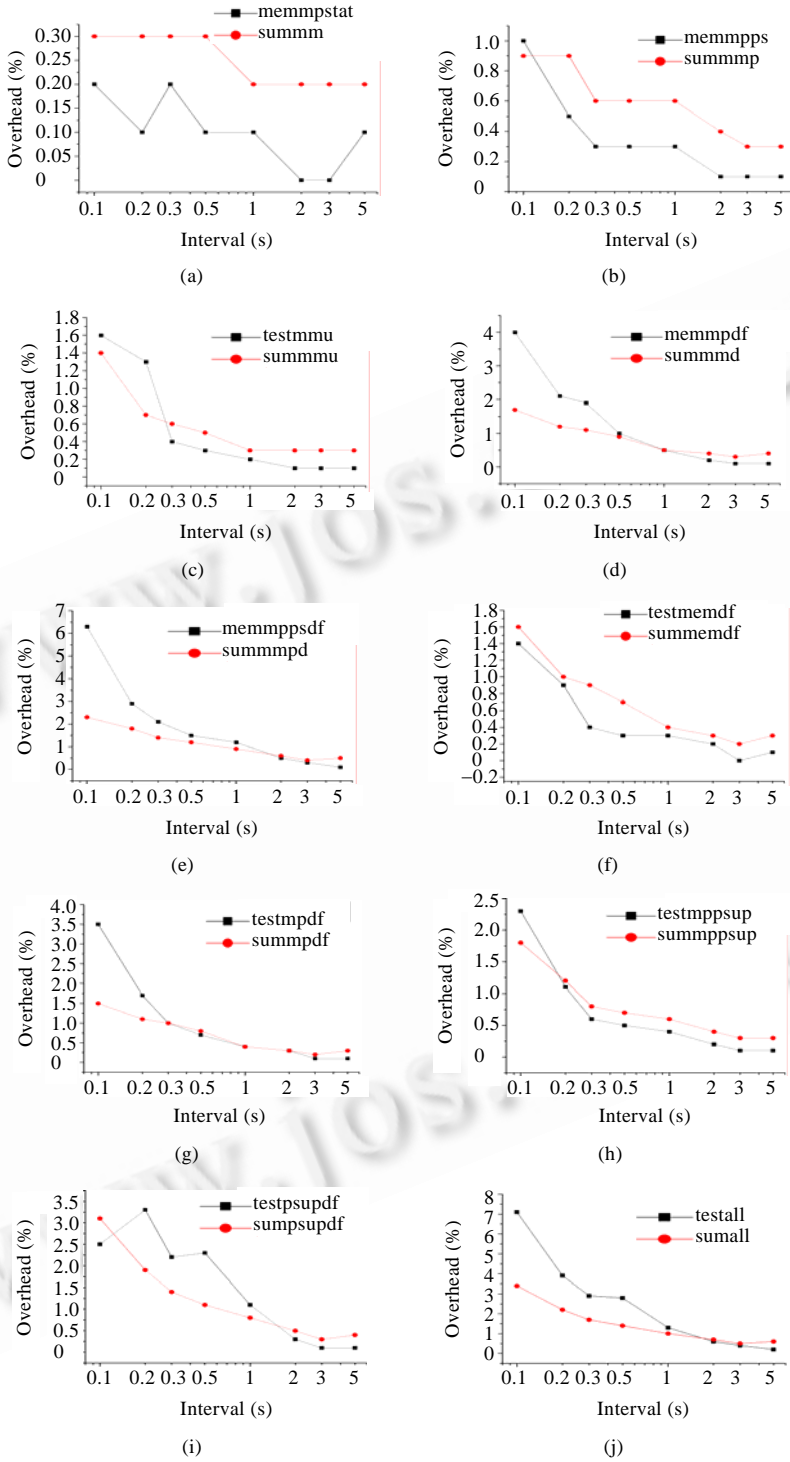 memmpstat
summm
Overhead (%)
0.30
0.20
0.10
0.05
0
0.1 0.2 0.3 0.5 1 2 3 5
Interval (s)
(a)
memmpps
summmp
Overhead (%)
1.0
0.8
0.6
0.4
0.2
0
0.1 0.2 0.3 0.5 1 2 3 5
Interval (s)
(b)
testmmu
summmu
Overhead (%)
1.8
1.6
1.4
1.2
1.0
0.8
0.6
0.4
0.2
0
0.1 0.2 0.3 0.5 1 2 3 5
Interval (s)
(c)
memmpdf
summmd
Overhead (%)
4
3
2
1
0
0.1 0.2 0.3 0.5 1 2 3 5
Interval (s)
(d)
memmppsdf
summmpd
Overhead (%)
7
6
5
4
3
2
1
0
0.1 0.2 0.3 0.5 1 2 3 5
Interval (s)
(e)
testmemdf
summemdf
Overhead (%)
1.8
1.6
1.4
1.2
1.0
0.8
0.6
0.4
0.2
0
−0.2
0.1 0.2 0.3 0.5 1 2 3 5
Interval (s)
(f)
testmpdf
summpdf
Overhead (%)
4.0
3.5
3.0
2.5
2.0
1.5
1.0
0.5
0
0.1 0.2 0.3 0.5 1 2 3 5
Interval (s)
(g)
testmppsup
summppsup
Overhead (%)
2.5
2.0
1.5
1.0
0.5
0
0.1 0.2 0.3 0.5 1 2 3 5
Interval (s)
(h)
testpsupdf
sumpsupdf
Overhead (%)
3.5
3.0
2.5
2.0
1.0
0.5
0
0.1 0.2 0.3 0.5 1 2 3 5
Interval (s)
(i)
testall
sumall
Overhead (%)
8
7
6
5
4
3
2
1
0
0.1 0.2 0.3 0.5 1 2 3 5
Interval (s)
(j)
www.jos.
www.jos.